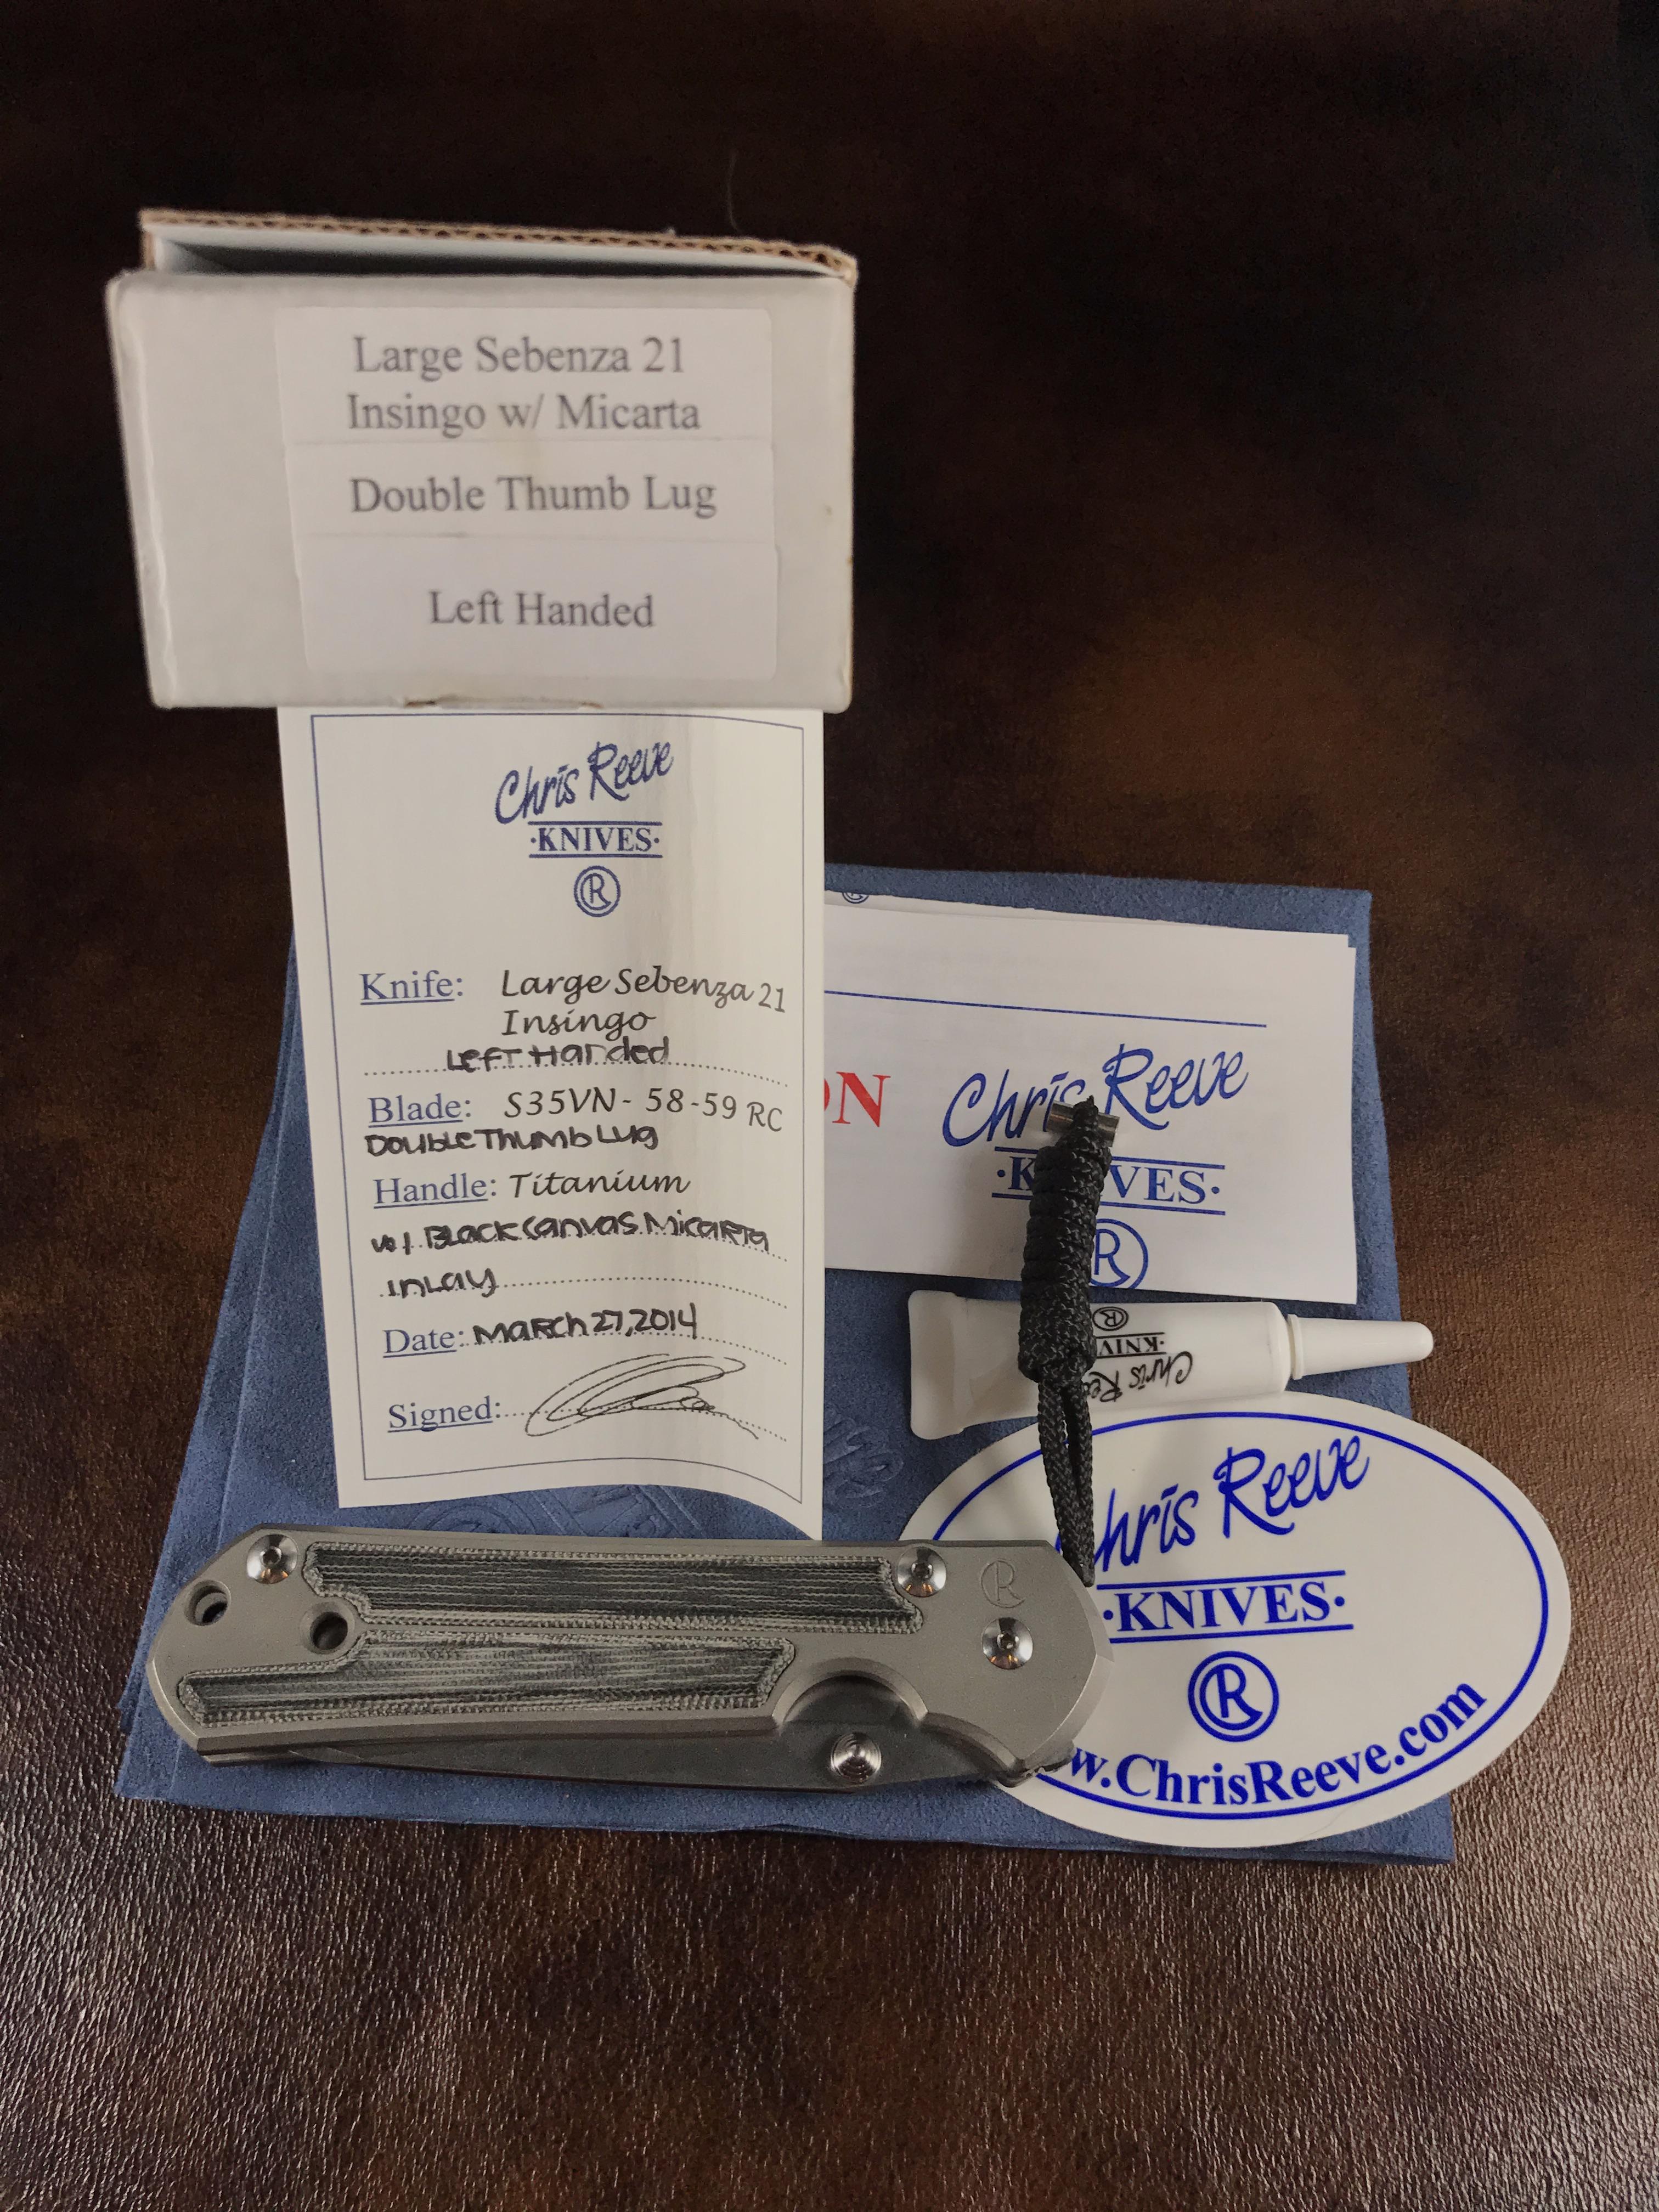 Large Sebenza 21
Insingo w/ Micarta
Double Thumb Lug
Left Handed
Chris Reeve
·KNIVES·
R
Knife: Large Sebenza 21
Insingo
Left Handed
Blade: S35VN - 58-59 RC
Double Thumb Lug
Handle: Titanium
w/ Black Canvas Micarta
inlay
Date: March 27, 2014
Signed:
ON
Chris Reeve
·KNIVES·
R
Chris Re
KNIV
R
Chris Reeve
·KNIVES·
R
w.ChrisReeve.com
R